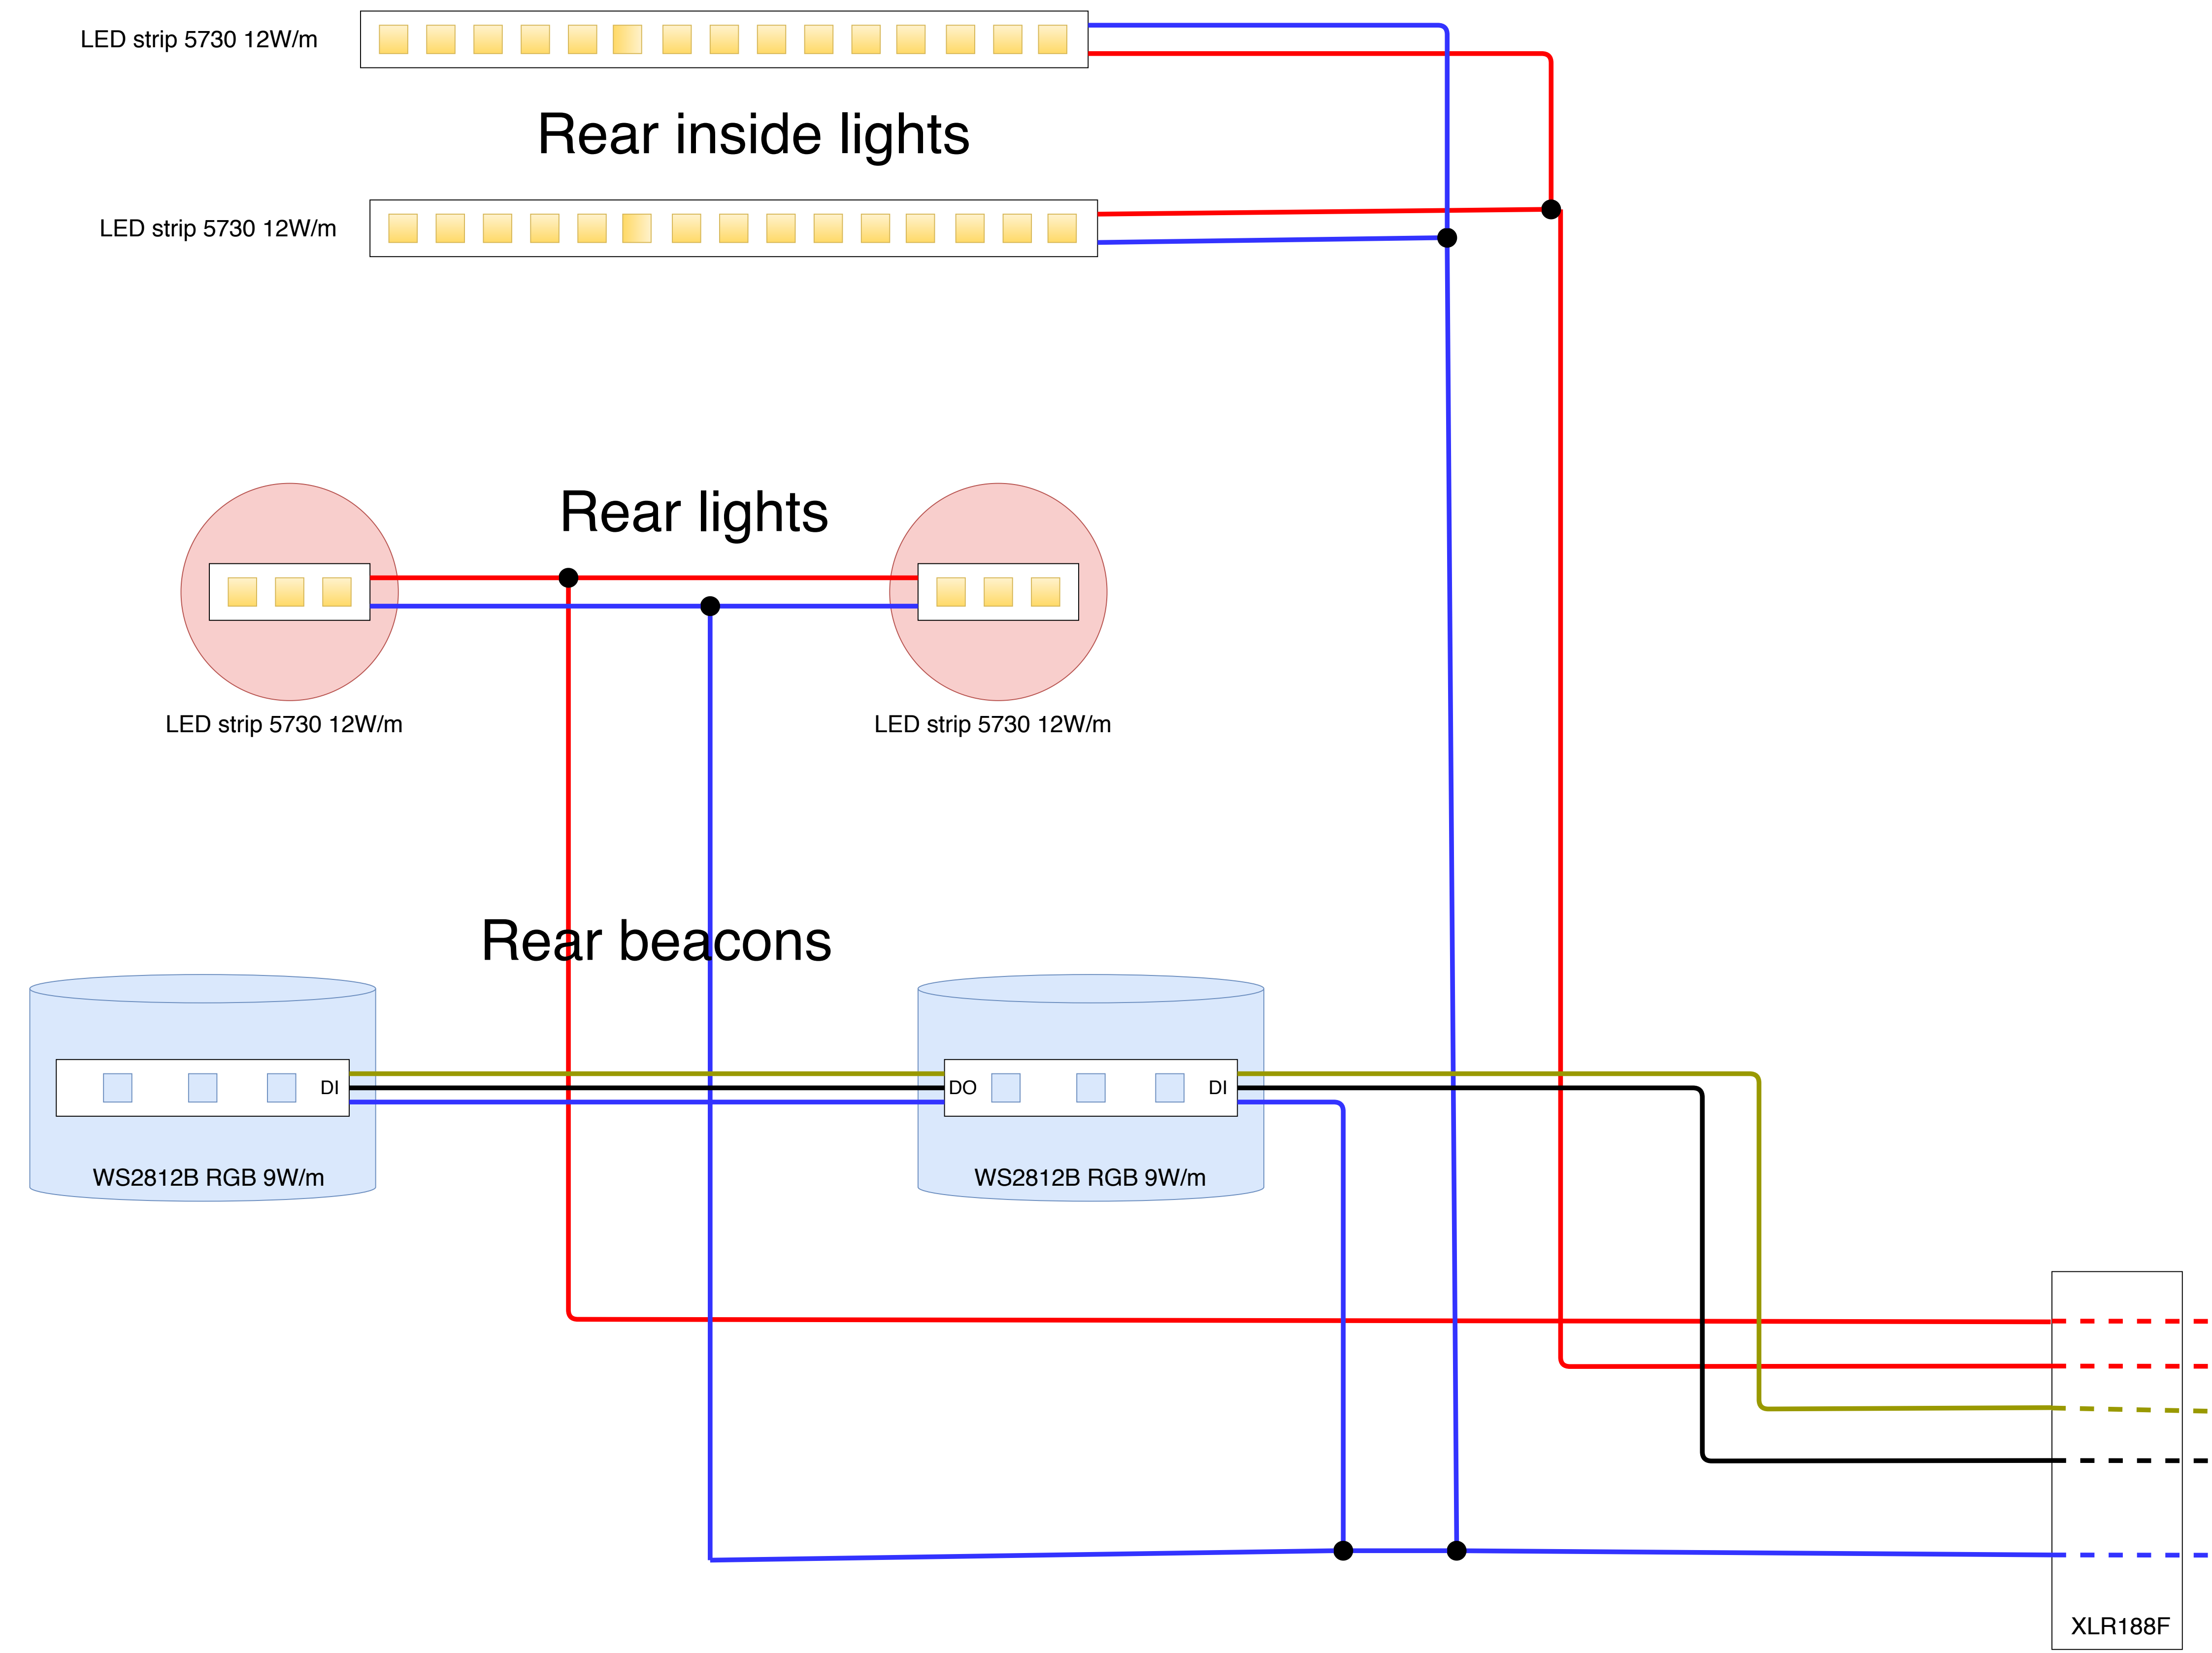 LED strip 5730 12W/m
Rear inside lights
LED strip 5730 12W/m
Rear lights
LED strip 5730 12W/m
LED strip 5730 12W/m
Rear beacons
DI
DO
DI
WS2812B RGB 9W/m
WS2812B RGB 9W/m
XLR188F